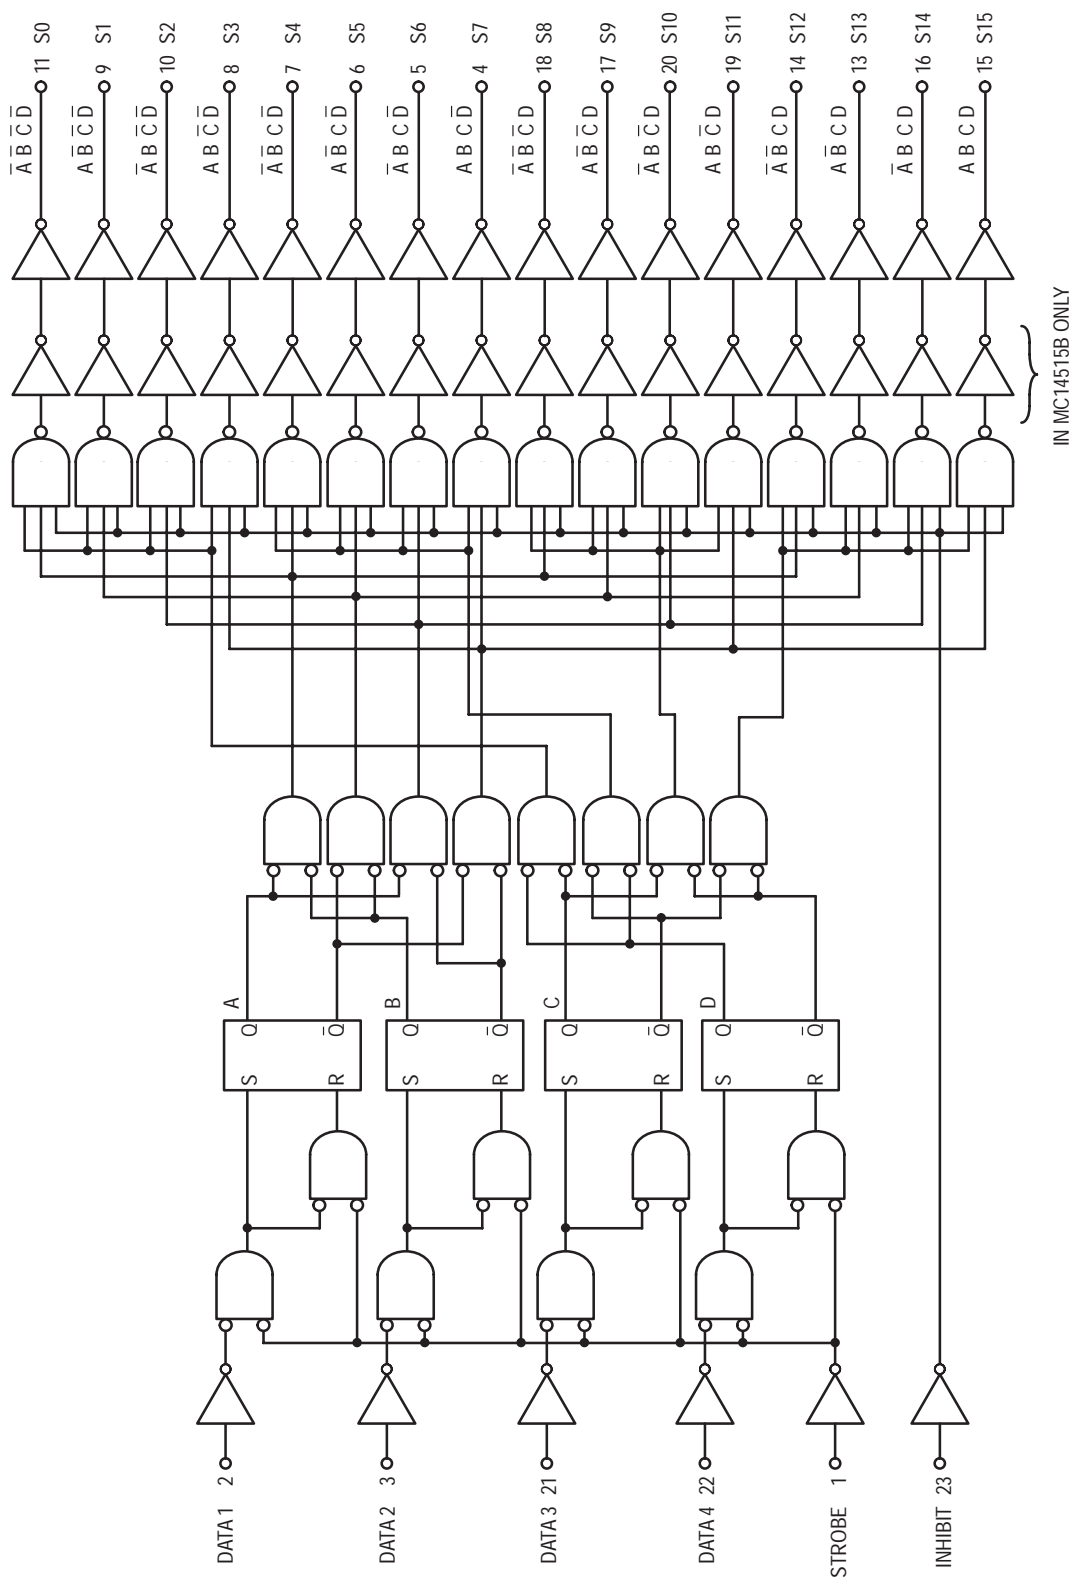 A̅ B̅ C̅ D̅ 11 S0
A B̅ C̅ D̅ 9 S1
A̅ B C̅ D̅ 10 S2
A B C̅ D̅ 8 S3
A̅ B̅ C D̅ 7 S4
A B̅ C D̅ 6 S5
A̅ B C D̅ 5 S6
A B C D̅ 4 S7
A̅ B̅ C̅ D 18 S8
A B̅ C̅ D 17 S9
A̅ B C̅ D 20 S10
A B C̅ D 19 S11
A̅ B̅ C D 14 S12
A B̅ C D 13 S13
A̅ B C D 16 S14
A B C D 15 S15
IN MC14515B ONLY
DATA 1 2
S Q A
R Q̅
DATA 2 3
S Q B
R Q̅
DATA 3 21
S Q C
R Q̅
DATA 4 22
S Q D
R Q̅
STROBE 1
INHIBIT 23